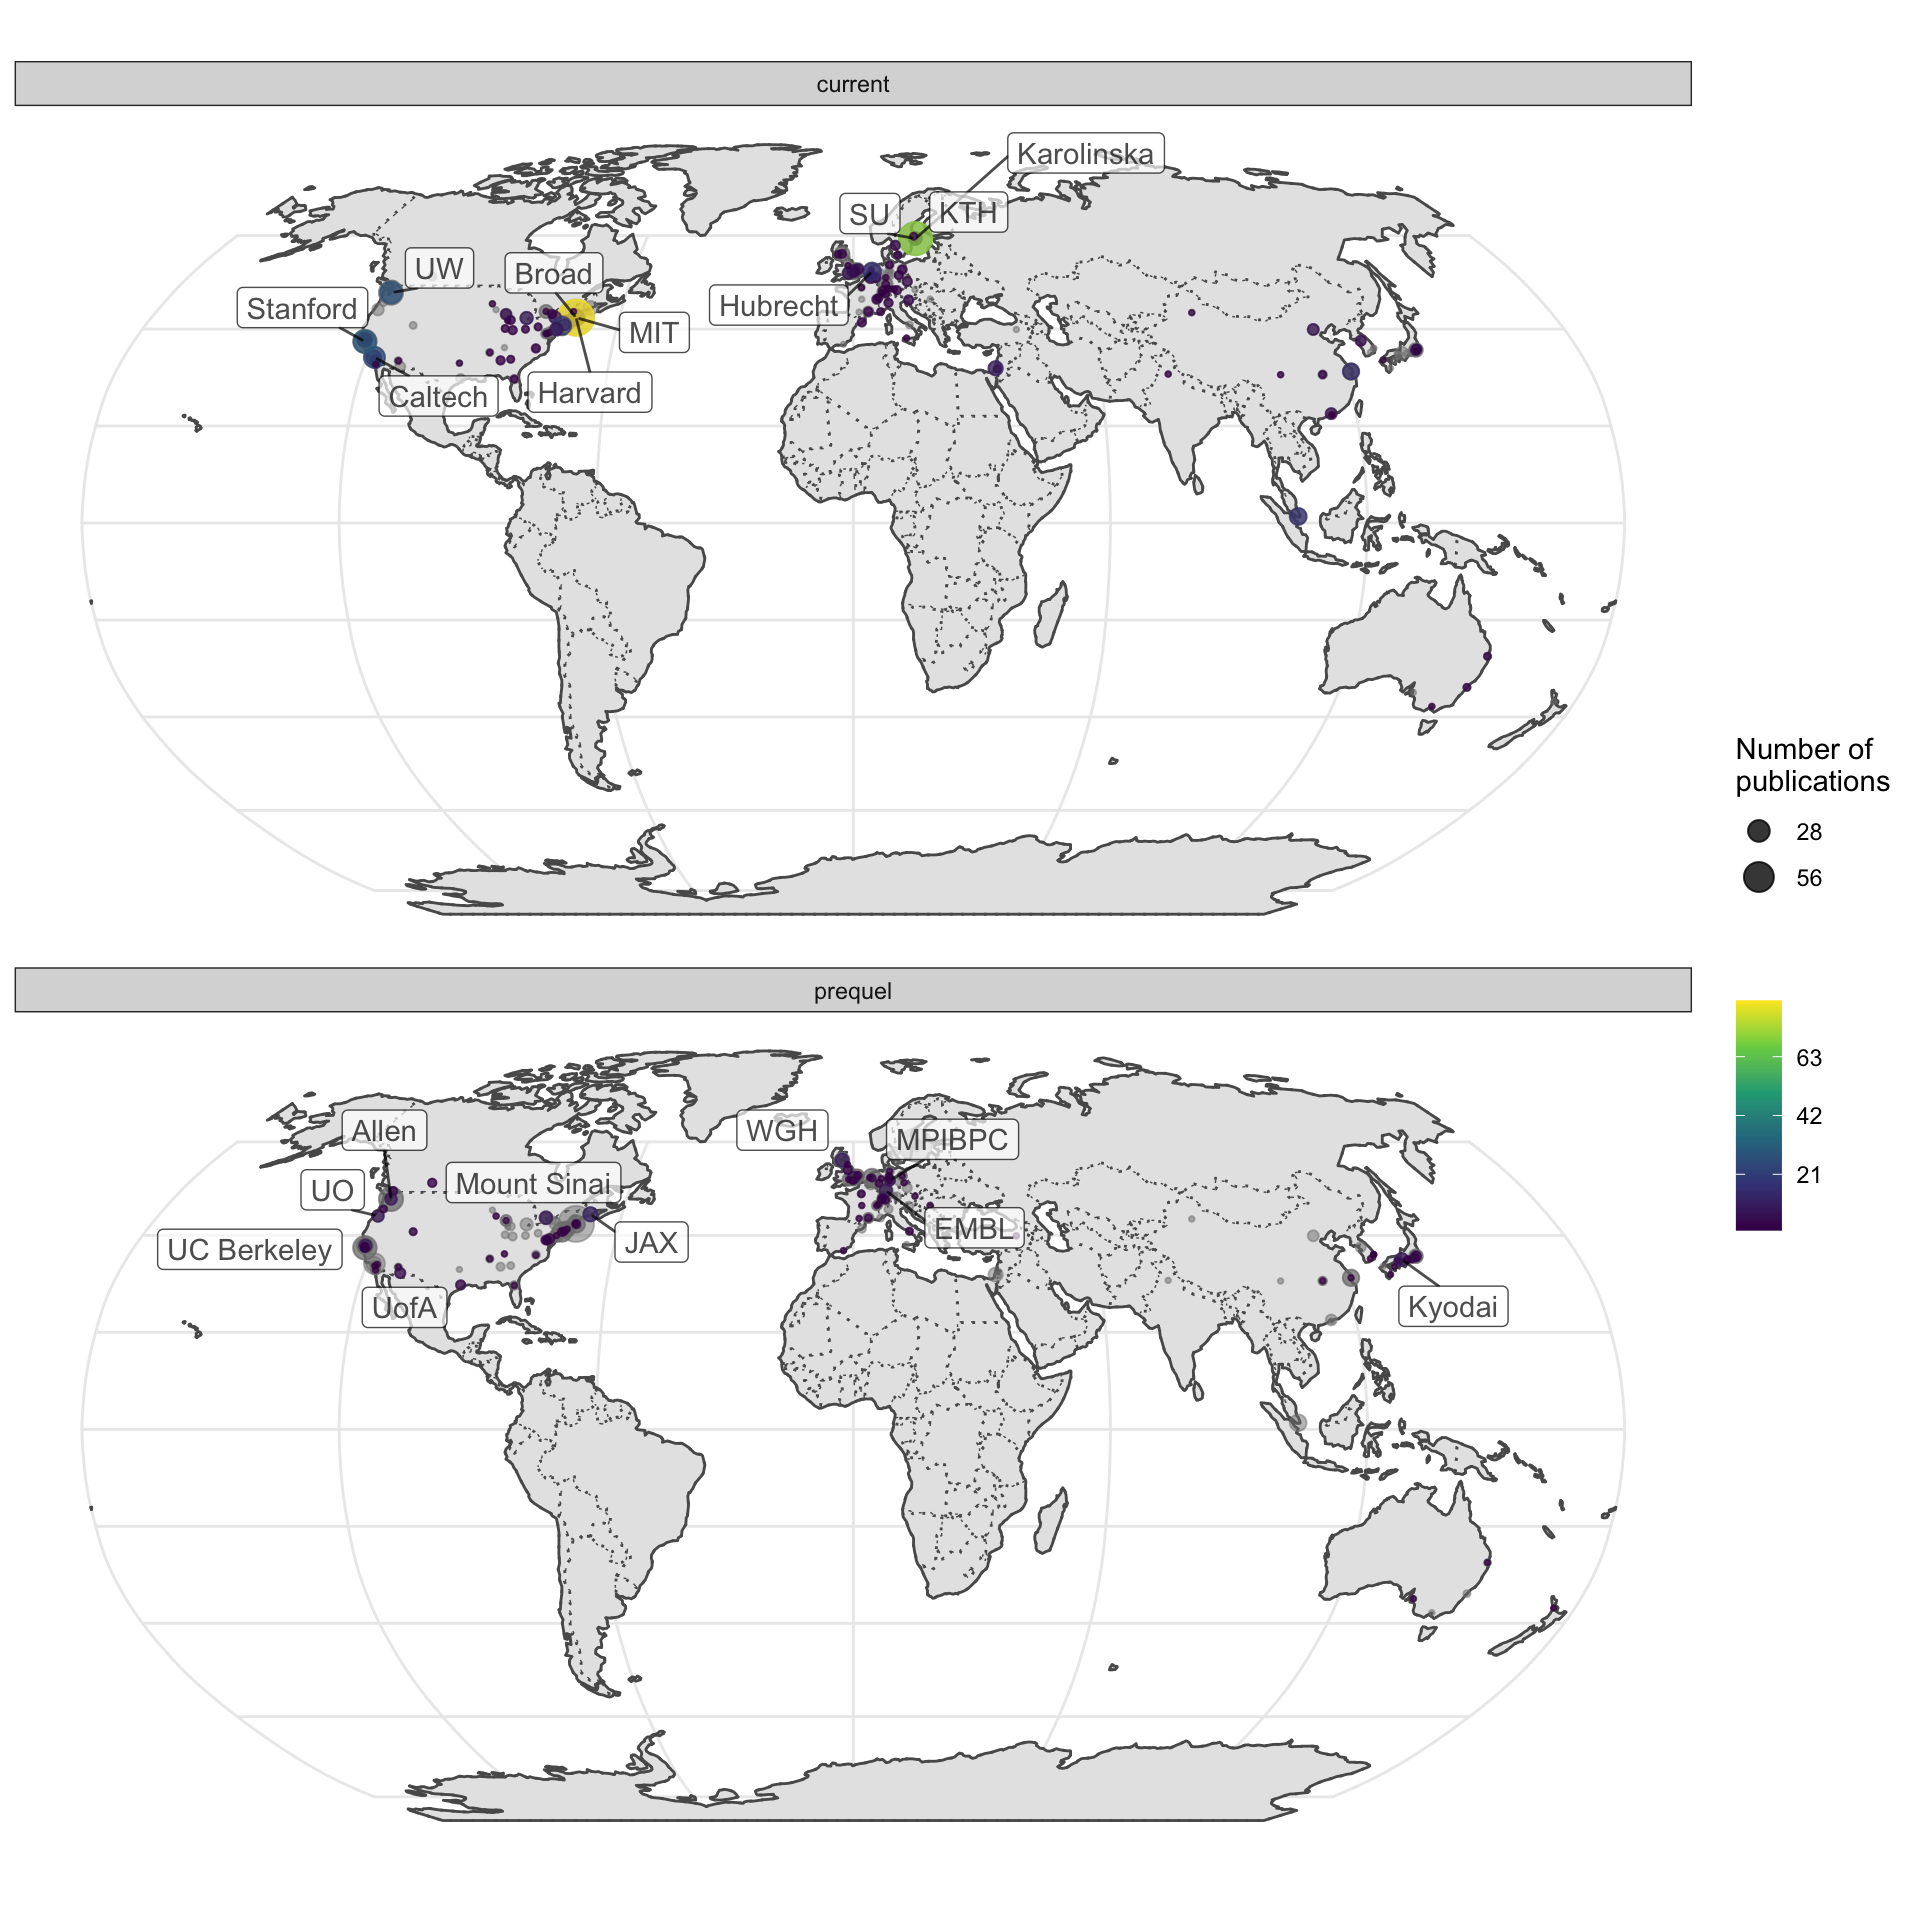 current
Karolinska
SU
KTH
UW
Broad
Stanford
Hubrecht
MIT
Caltech
Harvard
Number of
publications
28
56
prequel
63
42
21
Allen
WGH
MPIBPC
UO
Mount Sinai
EMBL
UC Berkeley
JAX
UofA
Kyodai